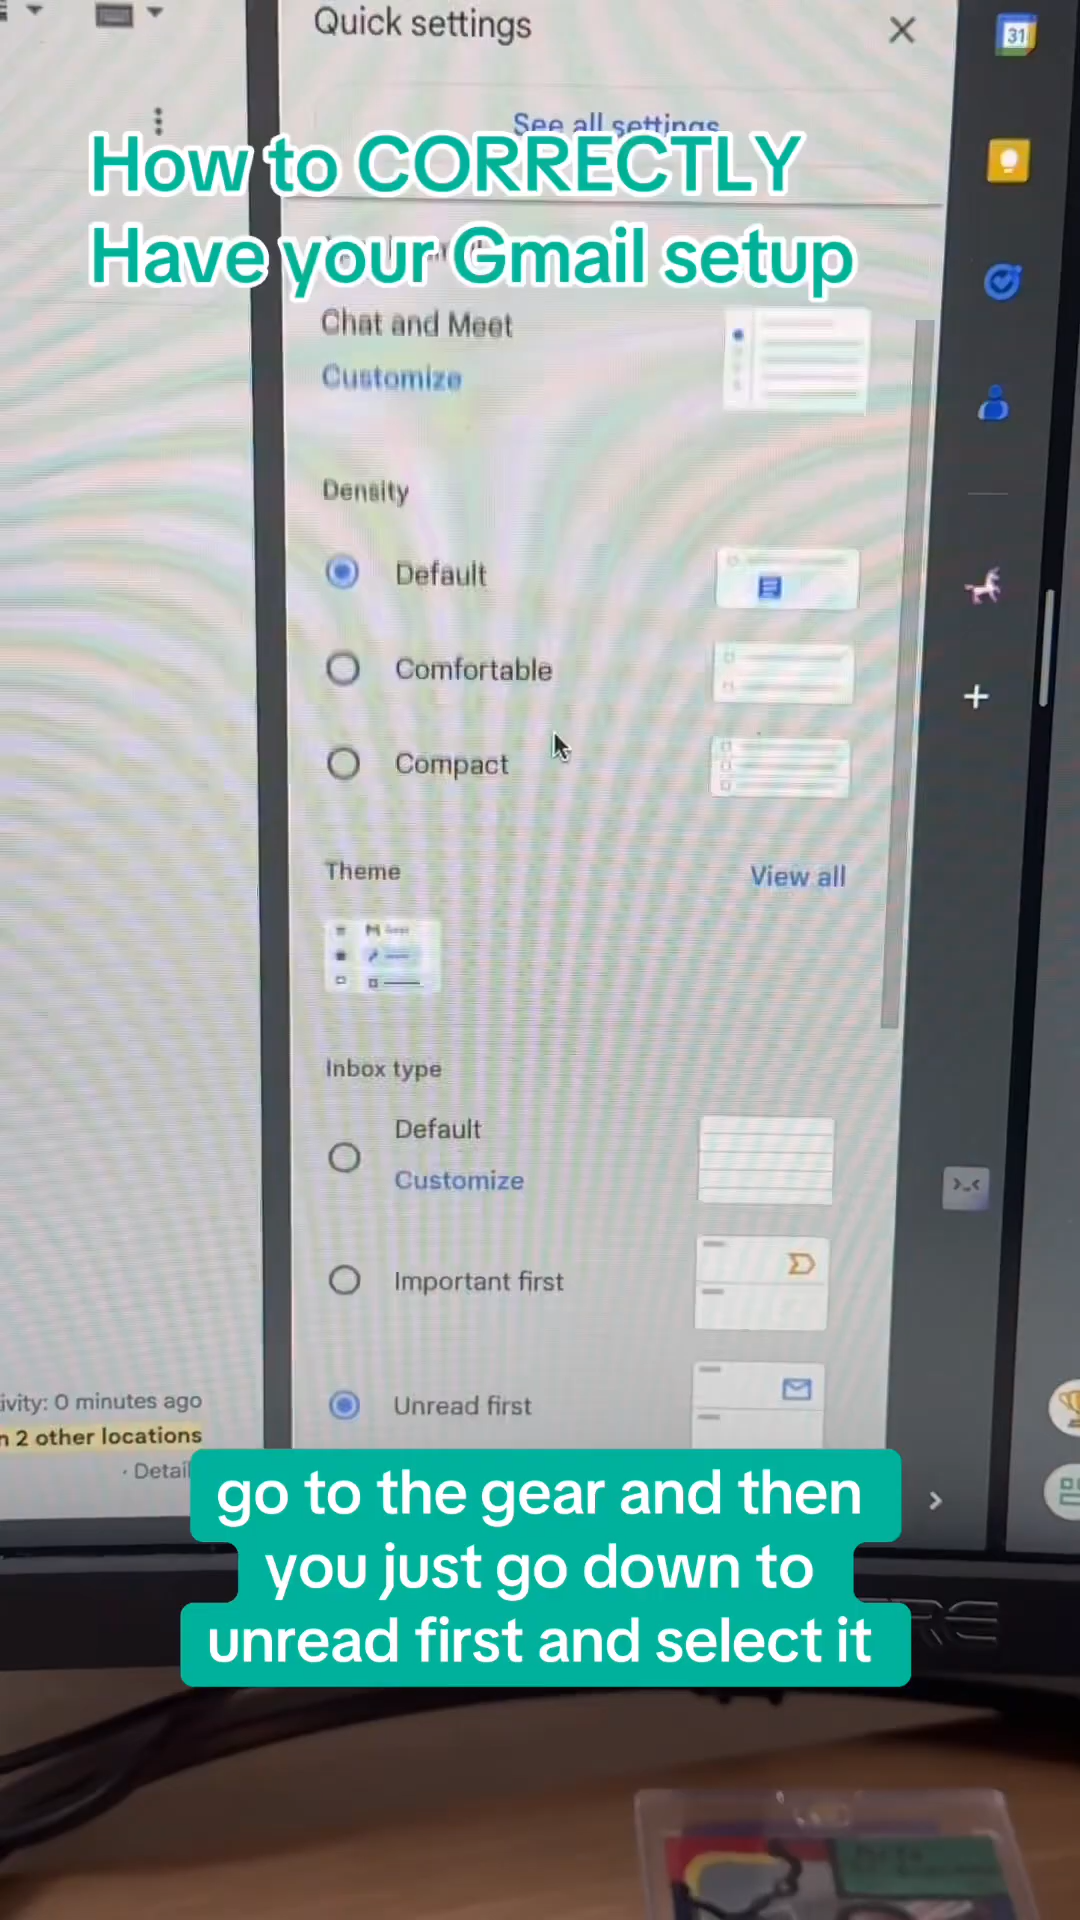 Quick settings
31
See all settings
How to CORRECTLY
Have your Gmail setup
Chat and Meet
Customize
Density
Default
Comfortable
Compact
Theme
View all
Inbox type
Default
Customize
Important first
Unread first
ivity: 0 minutes ago
n 2 other locations
· Detail
go to the gear and then
you just go down to
unread first and select it